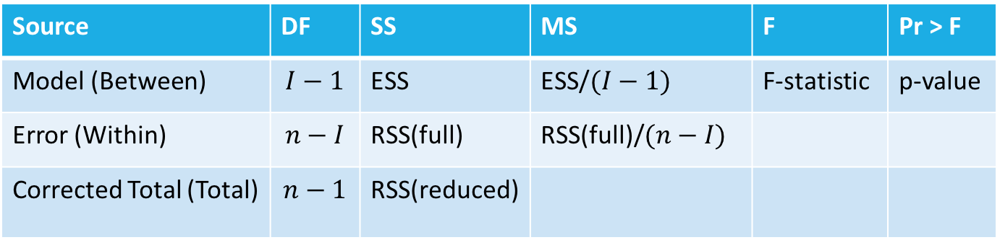 Source DF SS MS F Pr > F
Model (Between) I − 1 ESS ESS/(I − 1) F-statistic p-value
Error (Within) n − I RSS(full) RSS(full)/(n − I)
Corrected Total (Total) n − 1 RSS(reduced)